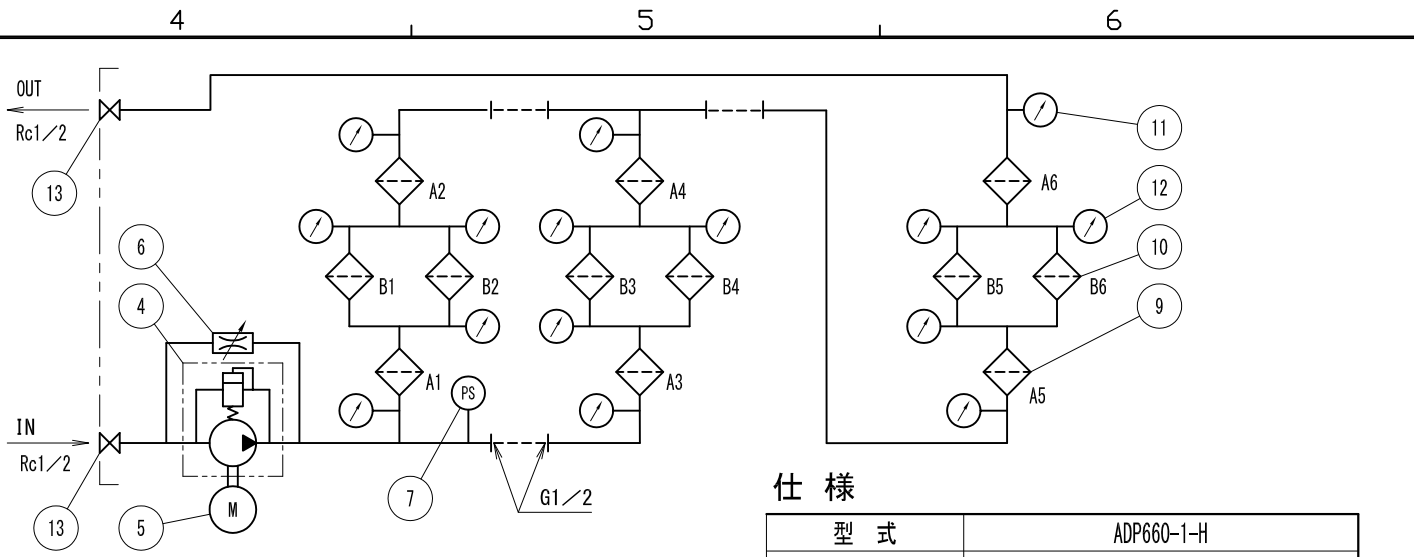 4 5 6
OUT
Rc1／2
13
11
A2 A4 A6
12
6
10
B1 B2 B3 B4 B5 B6
4
9
A1 PS A3 A5
IN
Rc1／2
7
G1／2
仕 様
13
5
M
型 式 ADP660-1-H